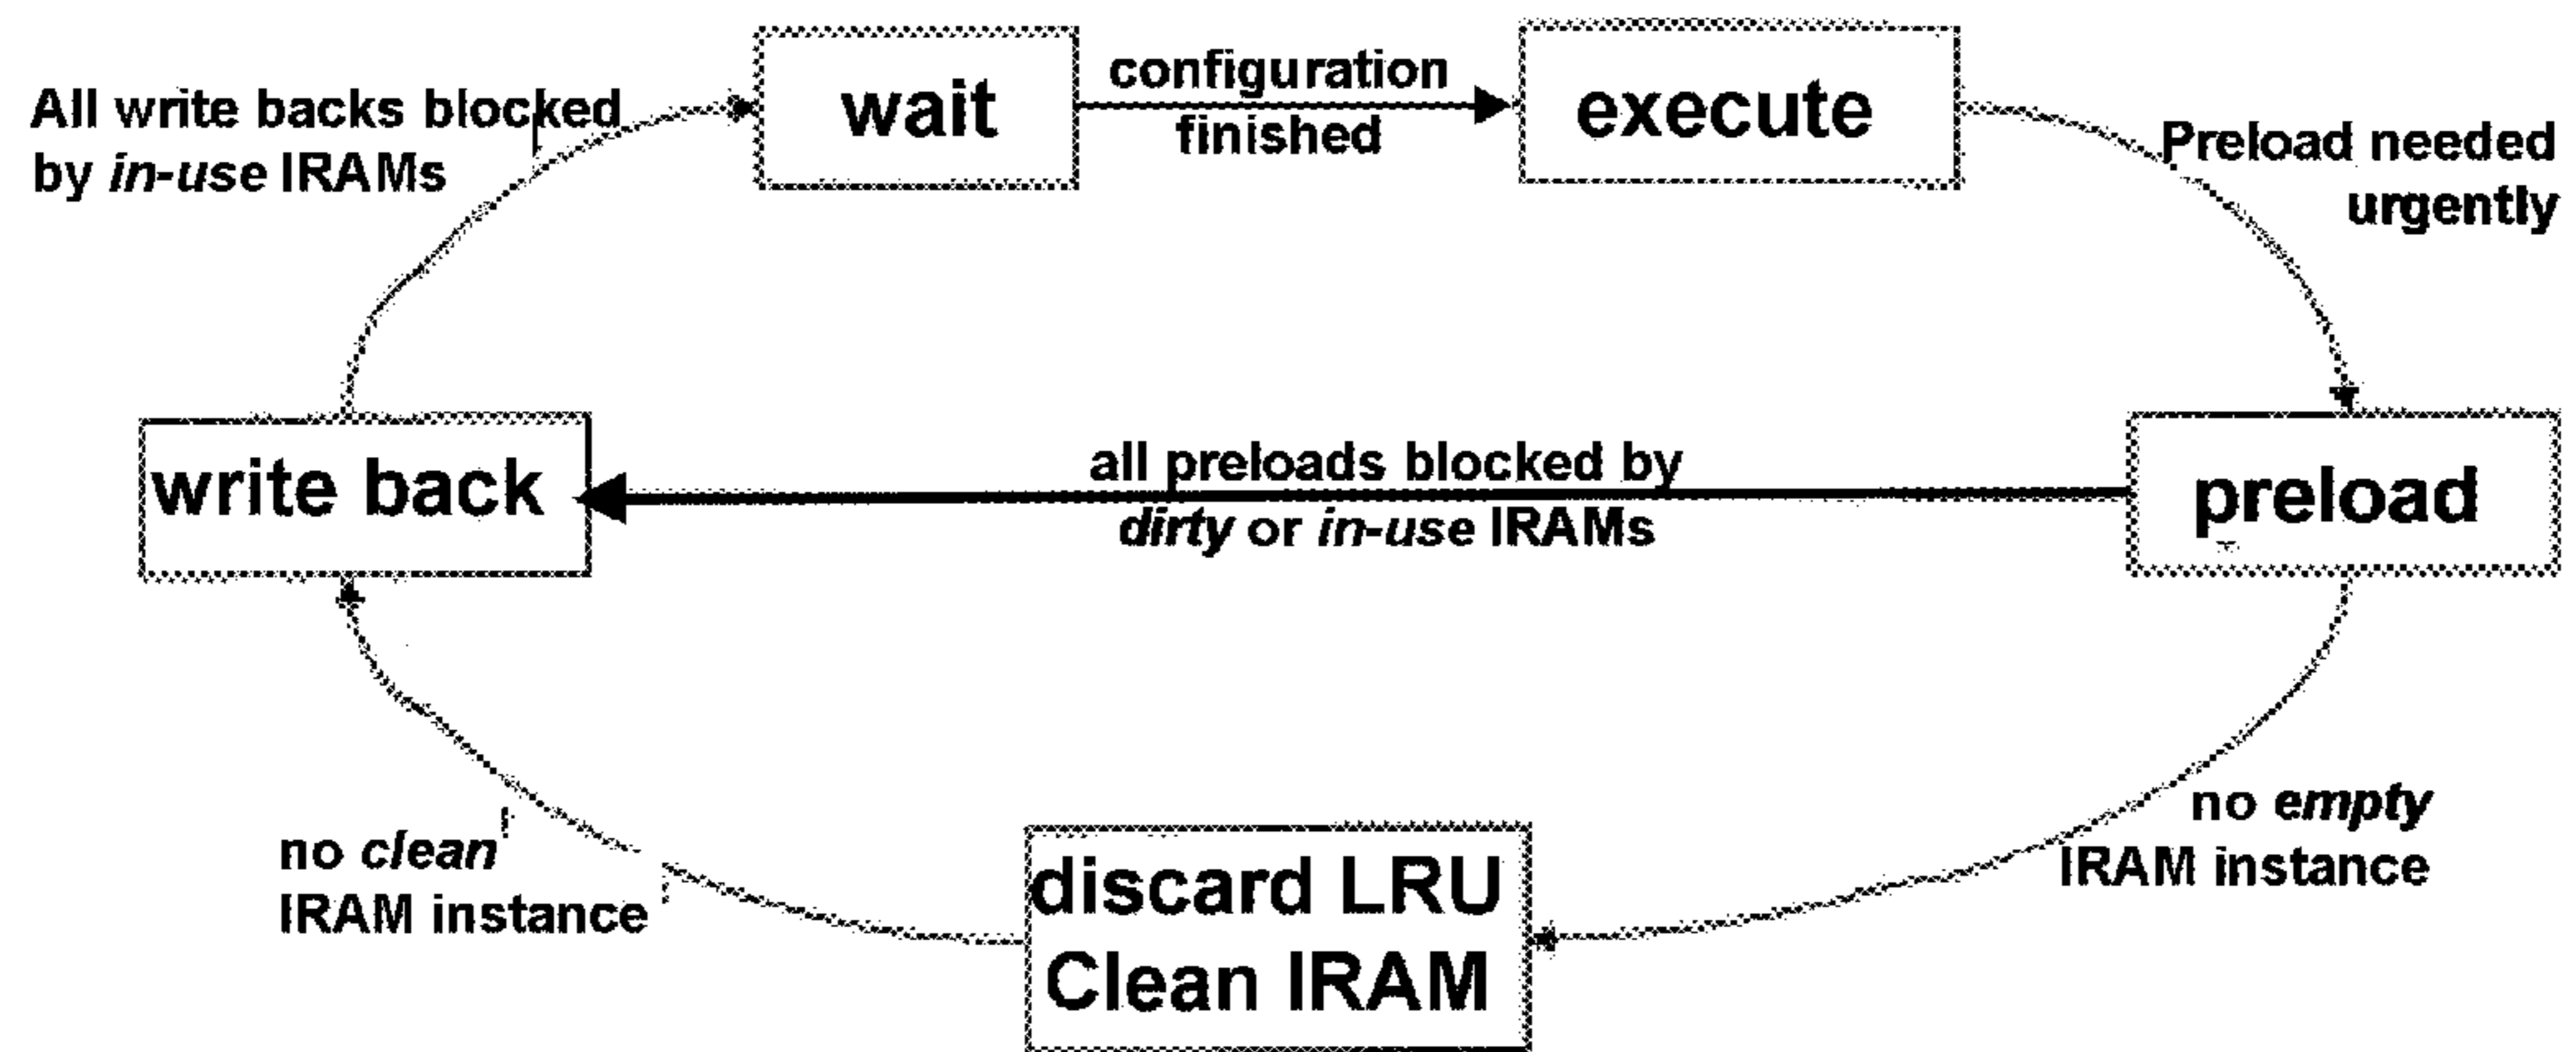 wait
configuration
finished
execute
All write backs blocked
by in-use IRAMs
Preload needed
urgently
write back
all preloads blocked by
dirty or in-use IRAMs
preload
no clean
IRAM instance
discard LRU
Clean IRAM
no empty
IRAM instance